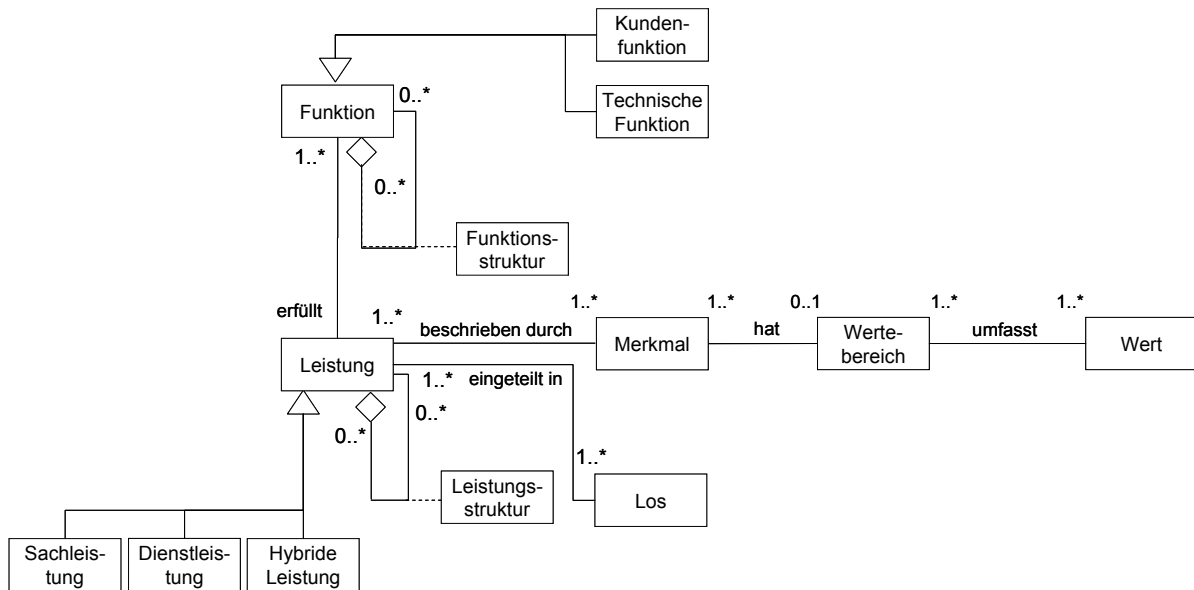 Kunden-
funktion
Funktion
0..*
Technische
Funktion
1..*
0..*
Funktions-
struktur
erfüllt
1..*
beschrieben durch
1..*
1..*
0..1
1..*
1..*
Leistung
Merkmal
hat
Werte-
bereich
umfasst
Wert
1..*
eingeteilt in
0..*
0..*
1..*
Leistungs-
struktur
Los
Sachleis-
tung
Dienstleis-
tung
Hybride
Leistung